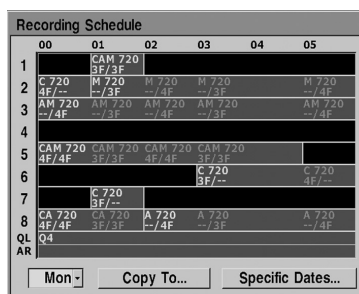 Recording Schedule
00 01 02 03 04 05
1 CAM 720
3F/3F
2 C 720 M 720 M 720 M 720 M 720
4F/-- --/3F --/4F --/3F --/4F
3 AM 720 AM 720 AM 720 AM 720 AM 720
--/4F --/3F --/4F --/3F --/4F
4
5 CAM 720 CAM 720 CAM 720 CAM 720
4F/4F 3F/3F 4F/4F 3F/3F
6 C 720 C 720
3F/-- 4F/--
7 C 720
3F/--
8 CA 720 CA 720 A 720 A 720 A 720
4F/4F 3F/3F --/4F --/3F --/4F
QL Q4
AR
Mon Copy To... Specific Dates...